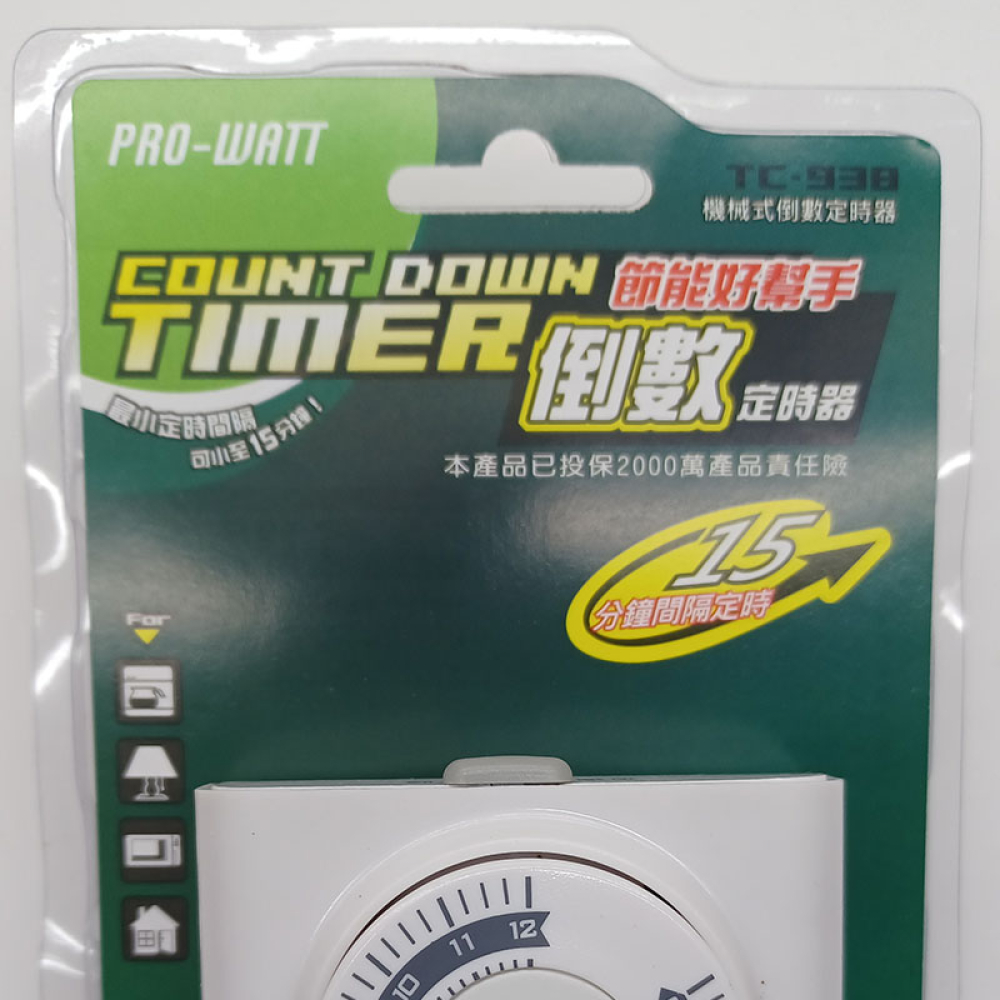 PRO-WATT
TC-938
機械式倒數定時器
COUNT DOWN
TIMER
節能好幫手
倒數定時器
最小定時間隔
可小至15分鐘！
本產品已投保2000萬產品責任險
15
分鐘間隔定時
For
10 11 12